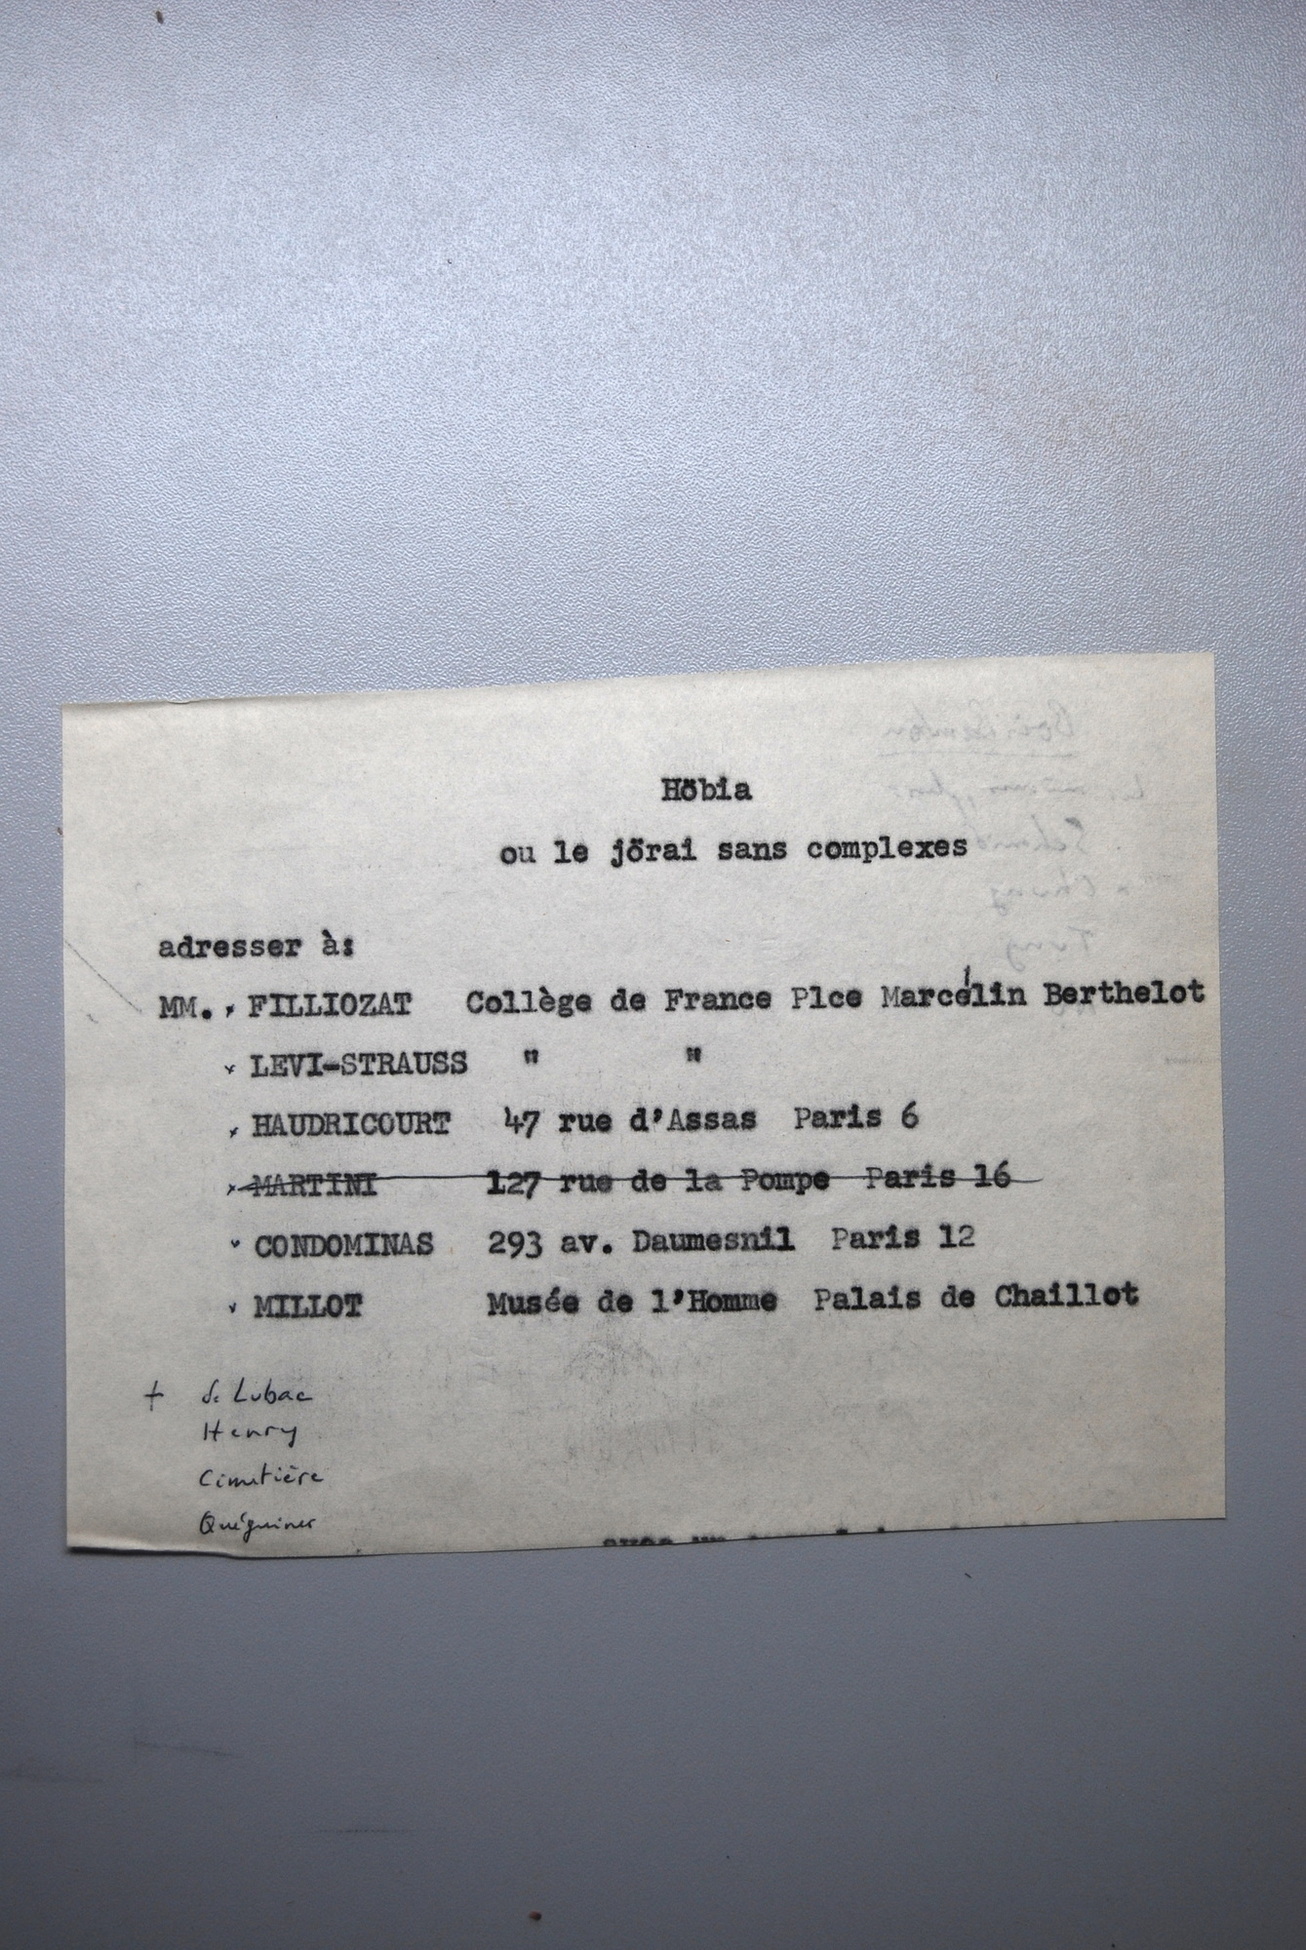 Höbia
ou le jörai sans complexes
adresser à:
MM. FILLIOZAT Collège de France Plce Marcélin Berthelot
LEVI-STRAUSS " "
HAUDRICOURT 47 rue d'Assas Paris 6
MARTINI 127 rue de la Pompe Paris 16
CONDOMINAS 293 av. Daumesnil Paris 12
MILLOT Musée de l'Homme Palais de Chaillot
+ de Lubac
Henry
Cimetière
Quéguiner